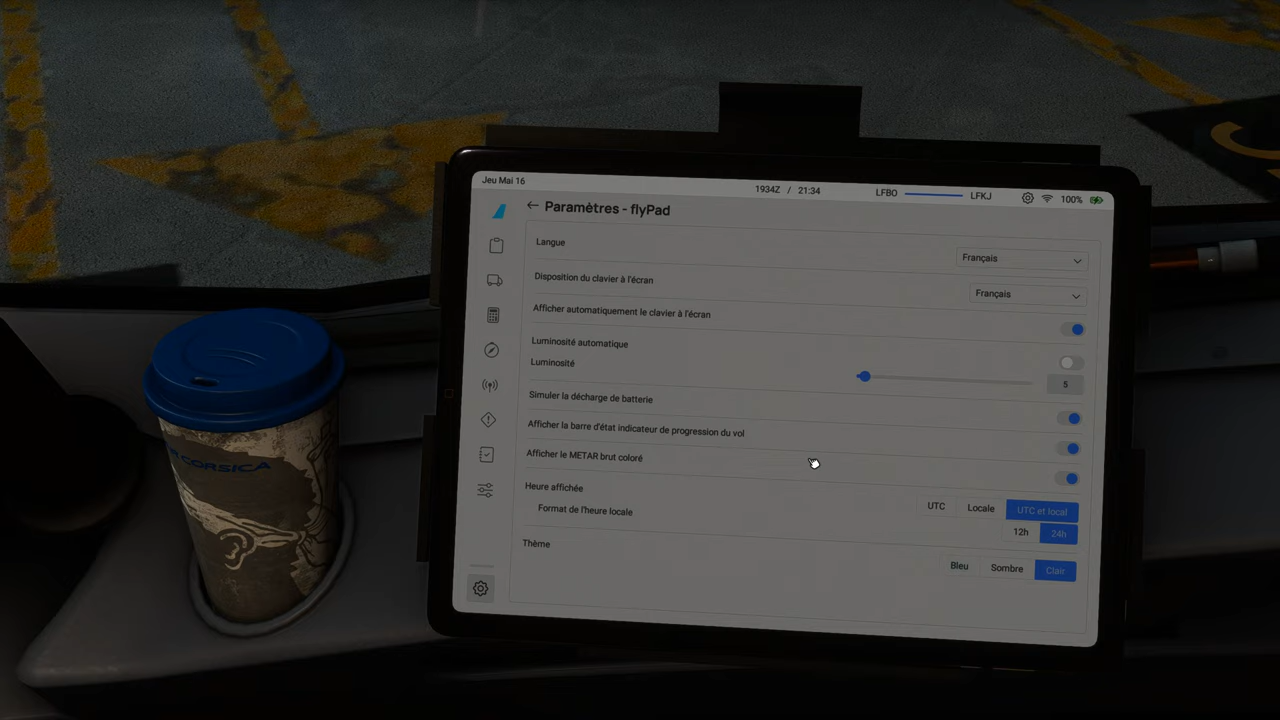 Jeu Mai 16
1934Z / 21:34
LFBO
LFKJ
100%
Paramètres - flyPad
Langue
Français
Disposition du clavier à l'écran
Français
Afficher automatiquement le clavier à l'écran
Luminosité automatique
Luminosité
5
Simuler la décharge de batterie
Afficher la barre d'état indicateur de progression du vol
Afficher le METAR brut coloré
Heure affichée
UTC Locale UTC et local
Format de l'heure locale
12h 24h
Thème
Bleu Sombre Clair
CORSICA